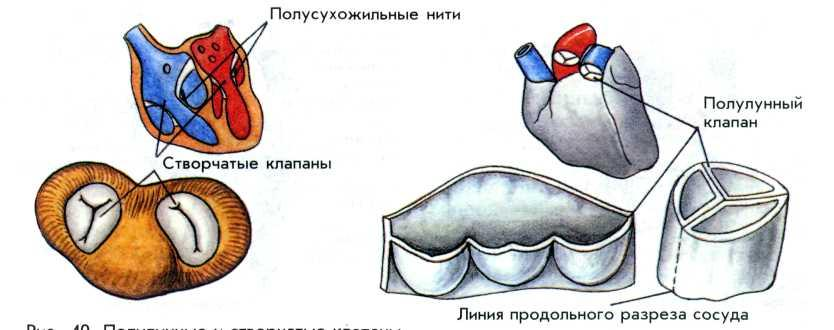 Полусухожильные нити
Полулунный
клапан
Створчатые клапаны
Линия продольного разреза сосуда